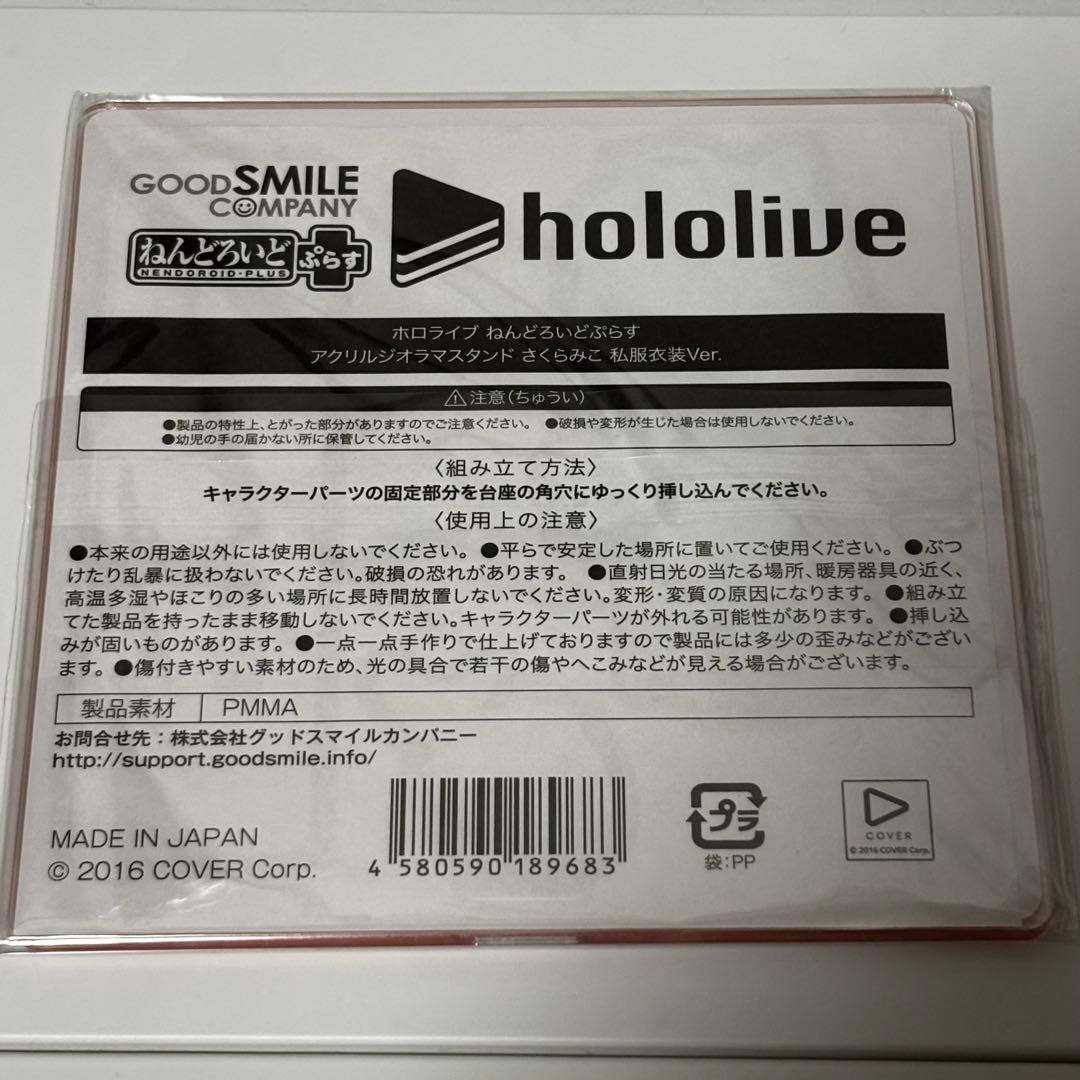 GOOD SMILE
COMPANY
ねんどろいど ぷらす
NENDOROID-PLUS
hololive
ホロライブ ねんどろいどぷらす
アクリルジオラマスタンド さくらみこ 私服衣装Ver.
⚠注意(ちゅうい)
●製品の特性上、とがった部分がありますのでご注意ください。 ●破損や変形が生じた場合は使用しないでください。
●幼児の手の届かない所に保管してください。
〈組み立て方法〉
キャラクターパーツの固定部分を台座の角穴にゆっくり挿し込んでください。
〈使用上の注意〉
●本来の用途以外には使用しないでください。 ●平らで安定した場所に置いてご使用ください。 ●ぶつ
けたり乱暴に扱わないでください。破損の恐れがあります。 ●直射日光の当たる場所、暖房器具の近く、
高温多湿やほこりの多い場所に長時間放置しないでください。変形・変質の原因になります。 ●組み立
てた製品を持ったまま移動しないでください。キャラクターパーツが外れる可能性があります。 ●挿し込
みが固いものがあります。 ●一点一点手作りで仕上げておりますので製品には多少の歪みなどがござい
ます。 ●傷付きやすい素材のため、光の具合で若干の傷やへこみなどが見える場合がございます。
製品素材 PMMA
お問合せ先：株式会社グッドスマイルカンパニー
http://support.goodsmile.info/
MADE IN JAPAN
© 2016 COVER Corp.
4 580590 189683
プラ
袋:PP
COVER
© 2016 COVER Corp.